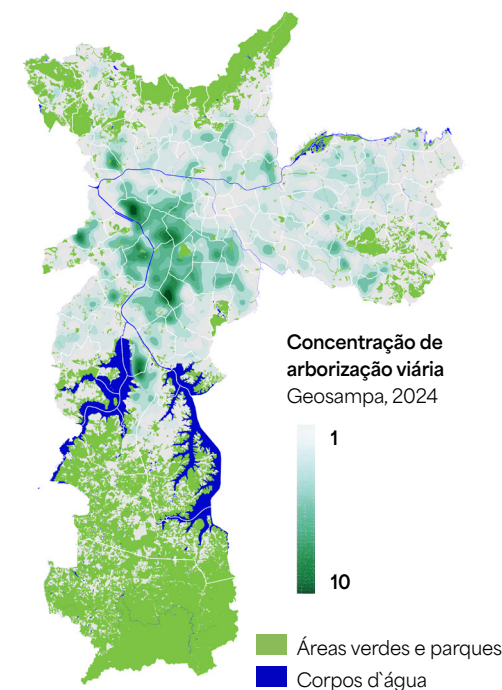 Concentração de
arborização viária
Geosampa, 2024
1
10
Áreas verdes e parques
Corpos d`água